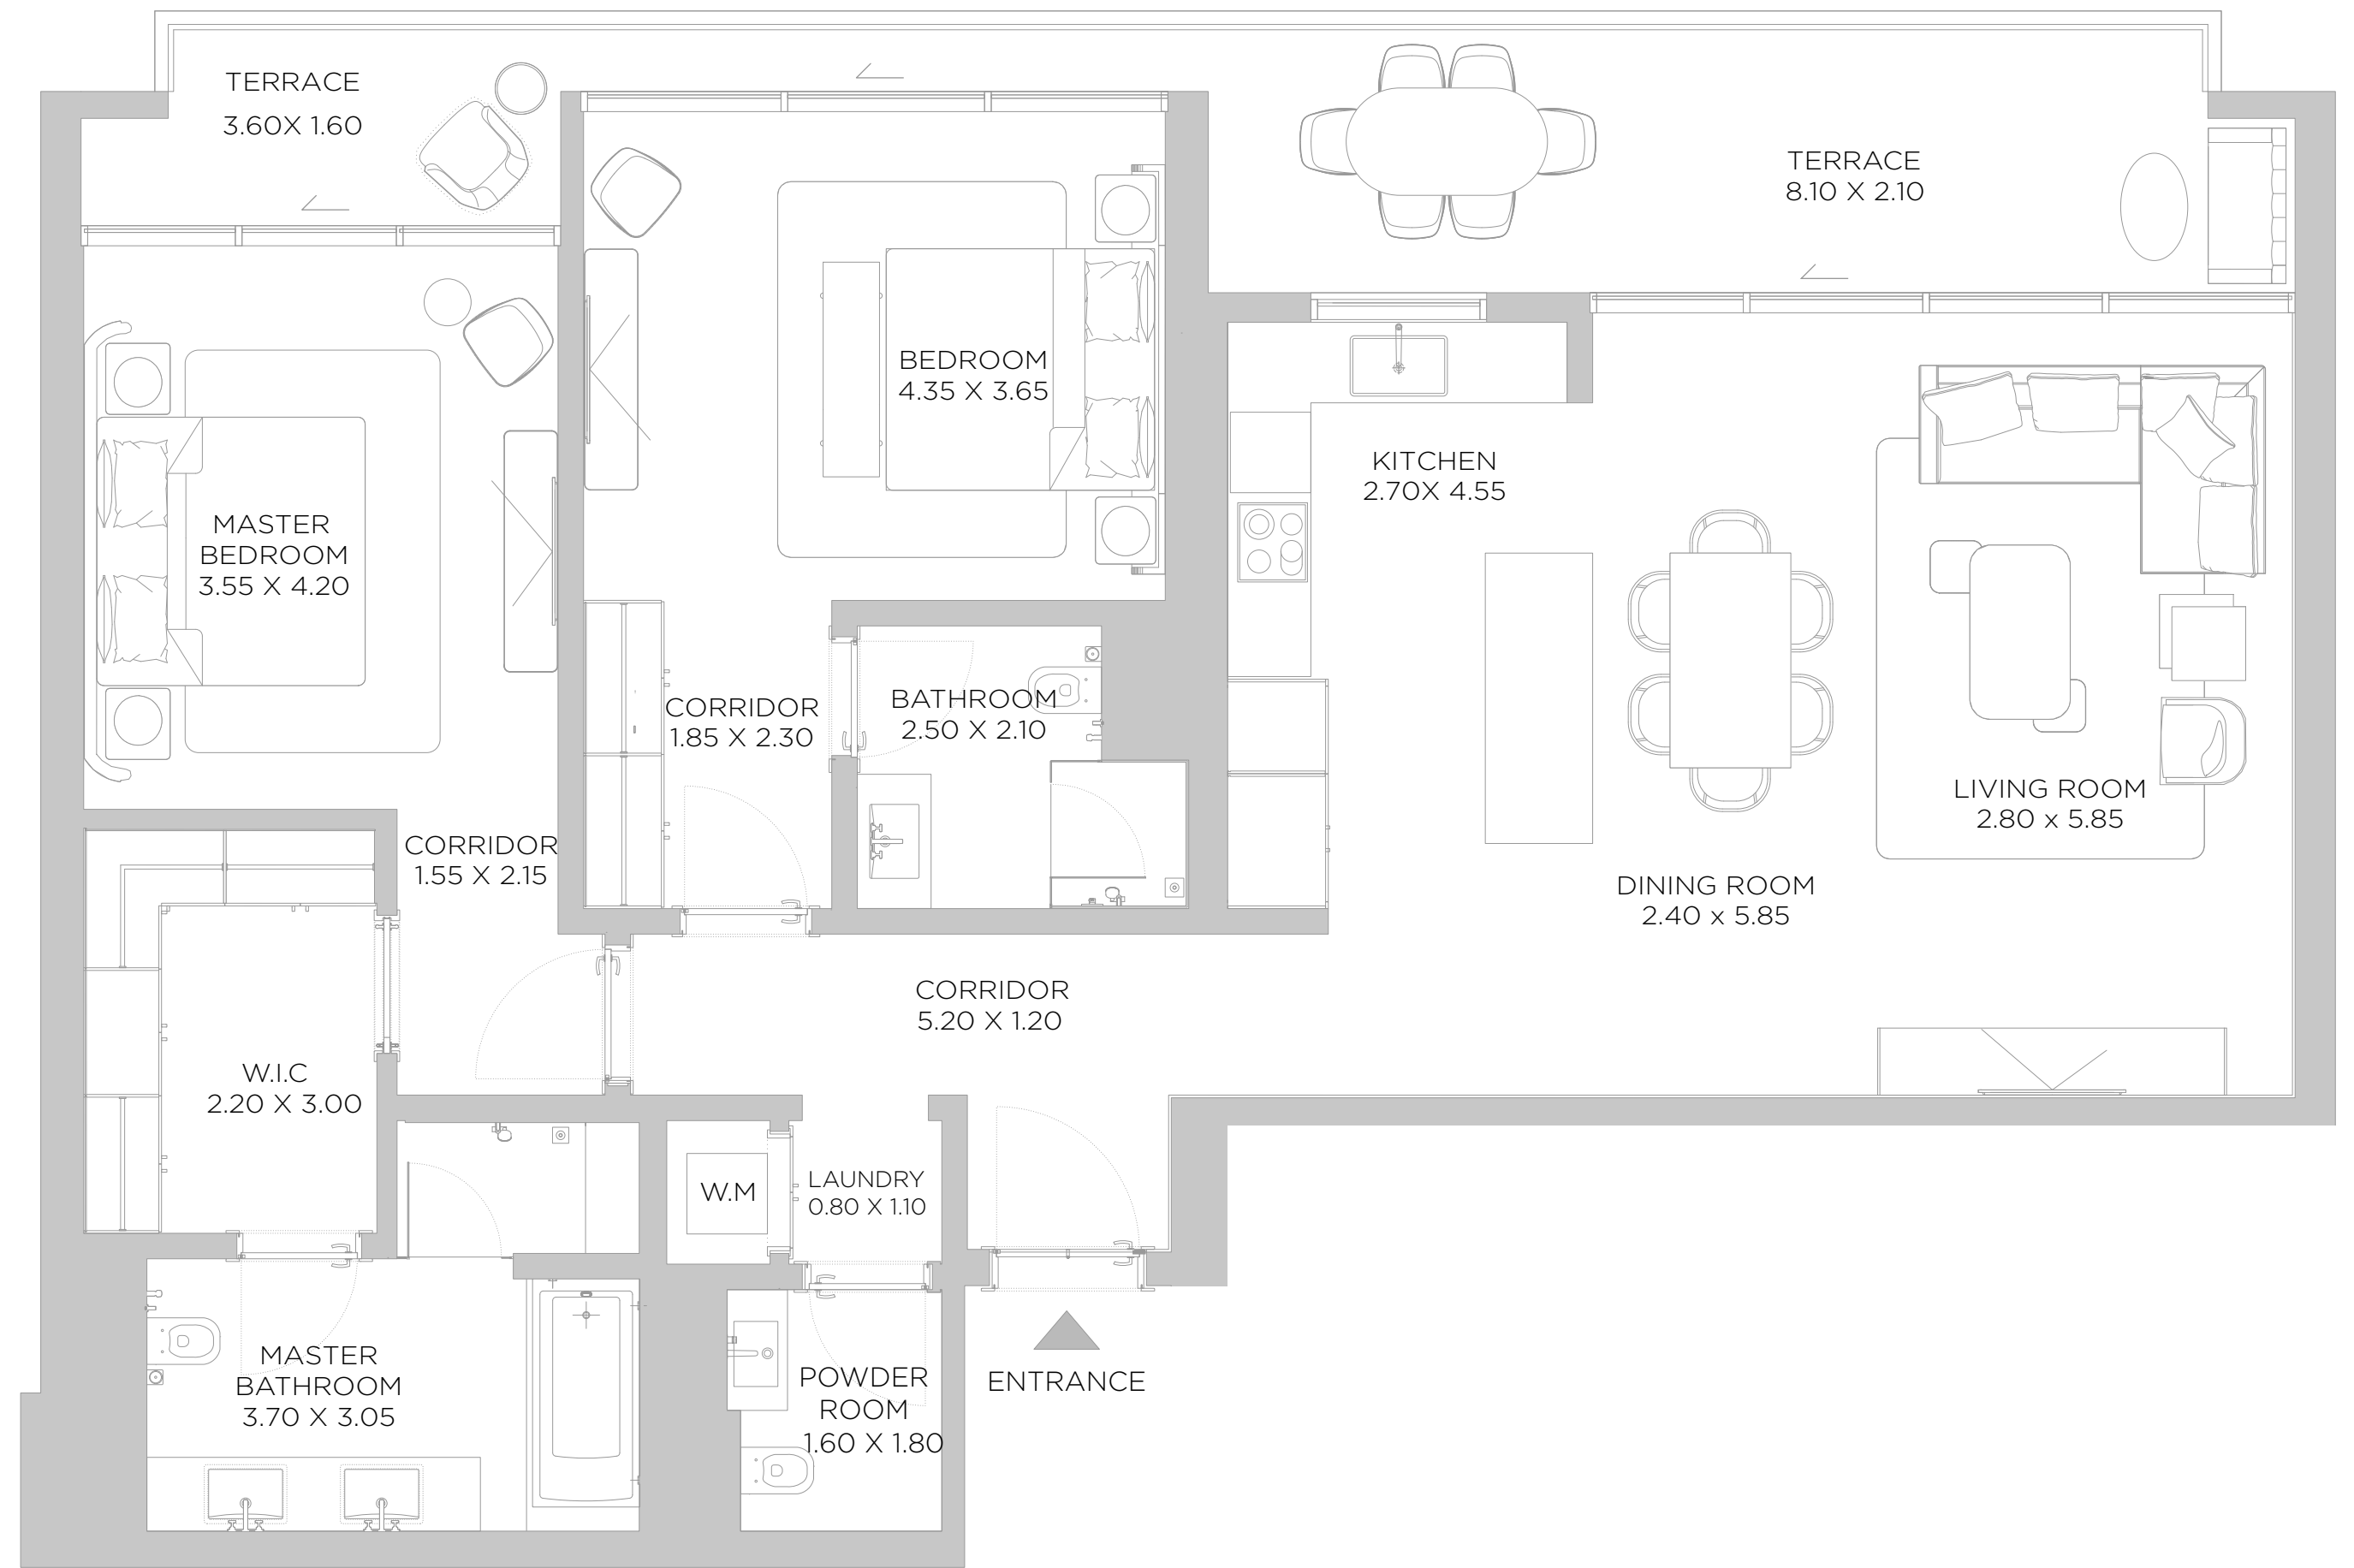 TERRACE
3.60X 1.60
TERRACE
8.10 X 2.10
BEDROOM
4.35 X 3.65
KITCHEN
2.70X 4.55
MASTER
BEDROOM
3.55 X 4.20
CORRIDOR
1.85 X 2.30
BATHROOM
2.50 X 2.10
LIVING ROOM
2.80 x 5.85
CORRIDOR
1.55 X 2.15
DINING ROOM
2.40 x 5.85
CORRIDOR
5.20 X 1.20
W.I.C
2.20 X 3.00
W.M
LAUNDRY
0.80 X 1.10
MASTER
BATHROOM
3.70 X 3.05
POWDER
ROOM
1.60 X 1.80
ENTRANCE